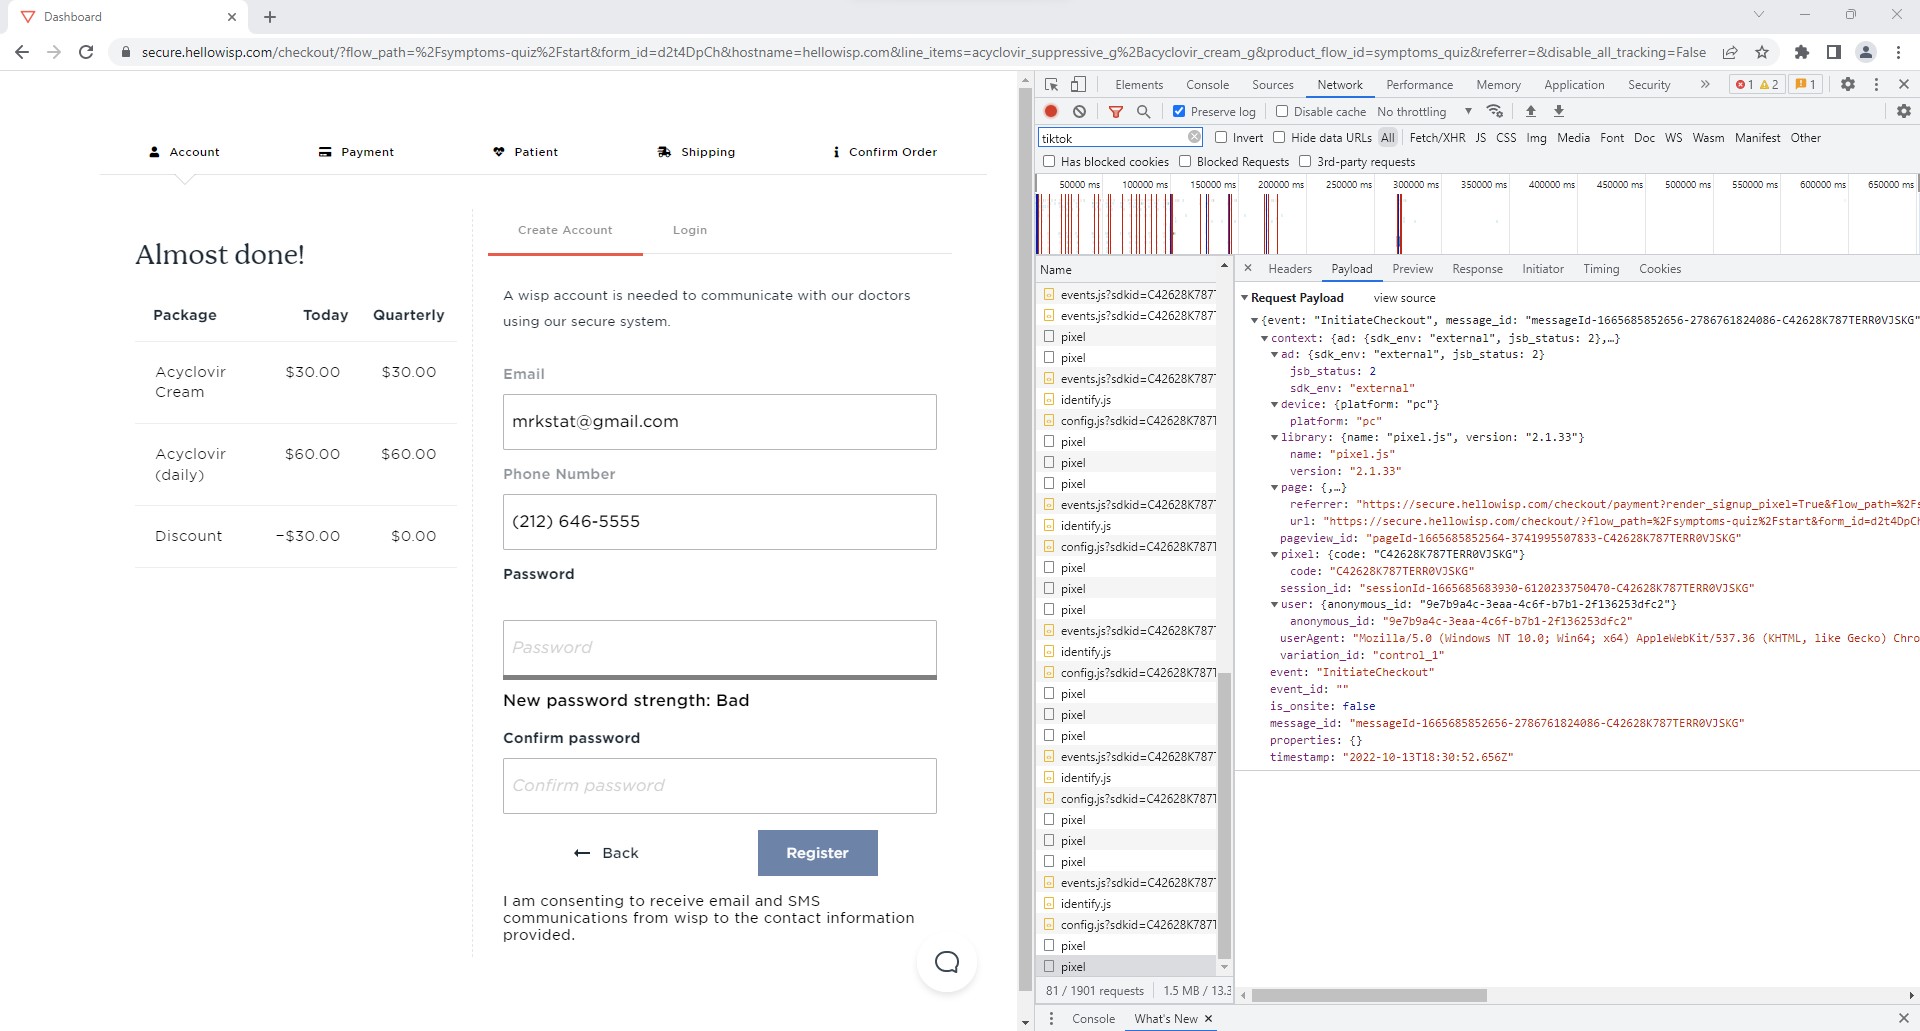 Dashboard
secure.hellowisp.com/checkout/?flow_path=%2Fsymptoms-quiz%2Fstart&form_id=d2t4DpCh&hostname=hellowisp.com&line_items=acyclovir_suppressive_g%2Bacyclovir_cream_g&product_flow_id=symptoms_quiz&referrer=&disable_all_tracking=False
Account
Payment
Patient
Shipping
Confirm Order
Almost done!
Package Today Quarterly
Acyclovir Cream $30.00 $30.00
Acyclovir (daily) $60.00 $60.00
Discount −$30.00 $0.00
Create Account
Login
A wisp account is needed to communicate with our doctors
using our secure system.
Email
mrkstat@gmail.com
Phone Number
(212) 646-5555
Password
Password
New password strength: Bad
Confirm password
Confirm password
Back
Register
I am consenting to receive email and SMS
communications from wisp to the contact information
provided.
Elements Console Sources Network Performance Memory Application Security 1 2 1
Preserve log Disable cache No throttling
tiktok Invert Hide data URLs All Fetch/XHR JS CSS Img Media Font Doc WS Wasm Manifest Other
Has blocked cookies Blocked Requests 3rd-party requests
50000 ms 100000 ms 150000 ms 200000 ms 250000 ms 300000 ms 350000 ms 400000 ms 450000 ms 500000 ms 550000 ms 600000 ms 650000 ms
Name
events.js?sdkid=C42628K787
events.js?sdkid=C42628K787
pixel
pixel
events.js?sdkid=C42628K787
identify.js
config.js?sdkid=C42628K787
pixel
pixel
pixel
events.js?sdkid=C42628K787
identify.js
config.js?sdkid=C42628K787
pixel
pixel
pixel
events.js?sdkid=C42628K787
identify.js
config.js?sdkid=C42628K787
pixel
pixel
pixel
events.js?sdkid=C42628K787
identify.js
config.js?sdkid=C42628K787
pixel
pixel
pixel
events.js?sdkid=C42628K787
identify.js
config.js?sdkid=C42628K787
pixel
pixel
81 / 1901 requests 1.5 MB / 13.3
Headers Payload Preview Response Initiator Timing Cookies
Request Payload view source
{event: "InitiateCheckout", message_id: "messageId-1665685852656-2786761824086-C42628K787TERR0VJSKG"
context: {ad: {sdk_env: "external", jsb_status: 2},…}
ad: {sdk_env: "external", jsb_status: 2}
jsb_status: 2
sdk_env: "external"
device: {platform: "pc"}
platform: "pc"
library: {name: "pixel.js", version: "2.1.33"}
name: "pixel.js"
version: "2.1.33"
page: {,…}
referrer: "https://secure.hellowisp.com/checkout/payment?render_signup_pixel=True&flow_path=%2Fs
url: "https://secure.hellowisp.com/checkout/?flow_path=%2Fsymptoms-quiz%2Fstart&form_id=d2t4DpCh
pageview_id: "pageId-1665685852564-3741995507833-C42628K787TERR0VJSKG"
pixel: {code: "C42628K787TERR0VJSKG"}
code: "C42628K787TERR0VJSKG"
session_id: "sessionId-1665685683930-6120233750470-C42628K787TERR0VJSKG"
user: {anonymous_id: "9e7b9a4c-3eaa-4c6f-b7b1-2f136253dfc2"}
anonymous_id: "9e7b9a4c-3eaa-4c6f-b7b1-2f136253dfc2"
userAgent: "Mozilla/5.0 (Windows NT 10.0; Win64; x64) AppleWebKit/537.36 (KHTML, like Gecko) Chro
variation_id: "control_1"
event: "InitiateCheckout"
event_id: ""
is_onsite: false
message_id: "messageId-1665685852656-2786761824086-C42628K787TERR0VJSKG"
properties: {}
timestamp: "2022-10-13T18:30:52.656Z"
Console What's New